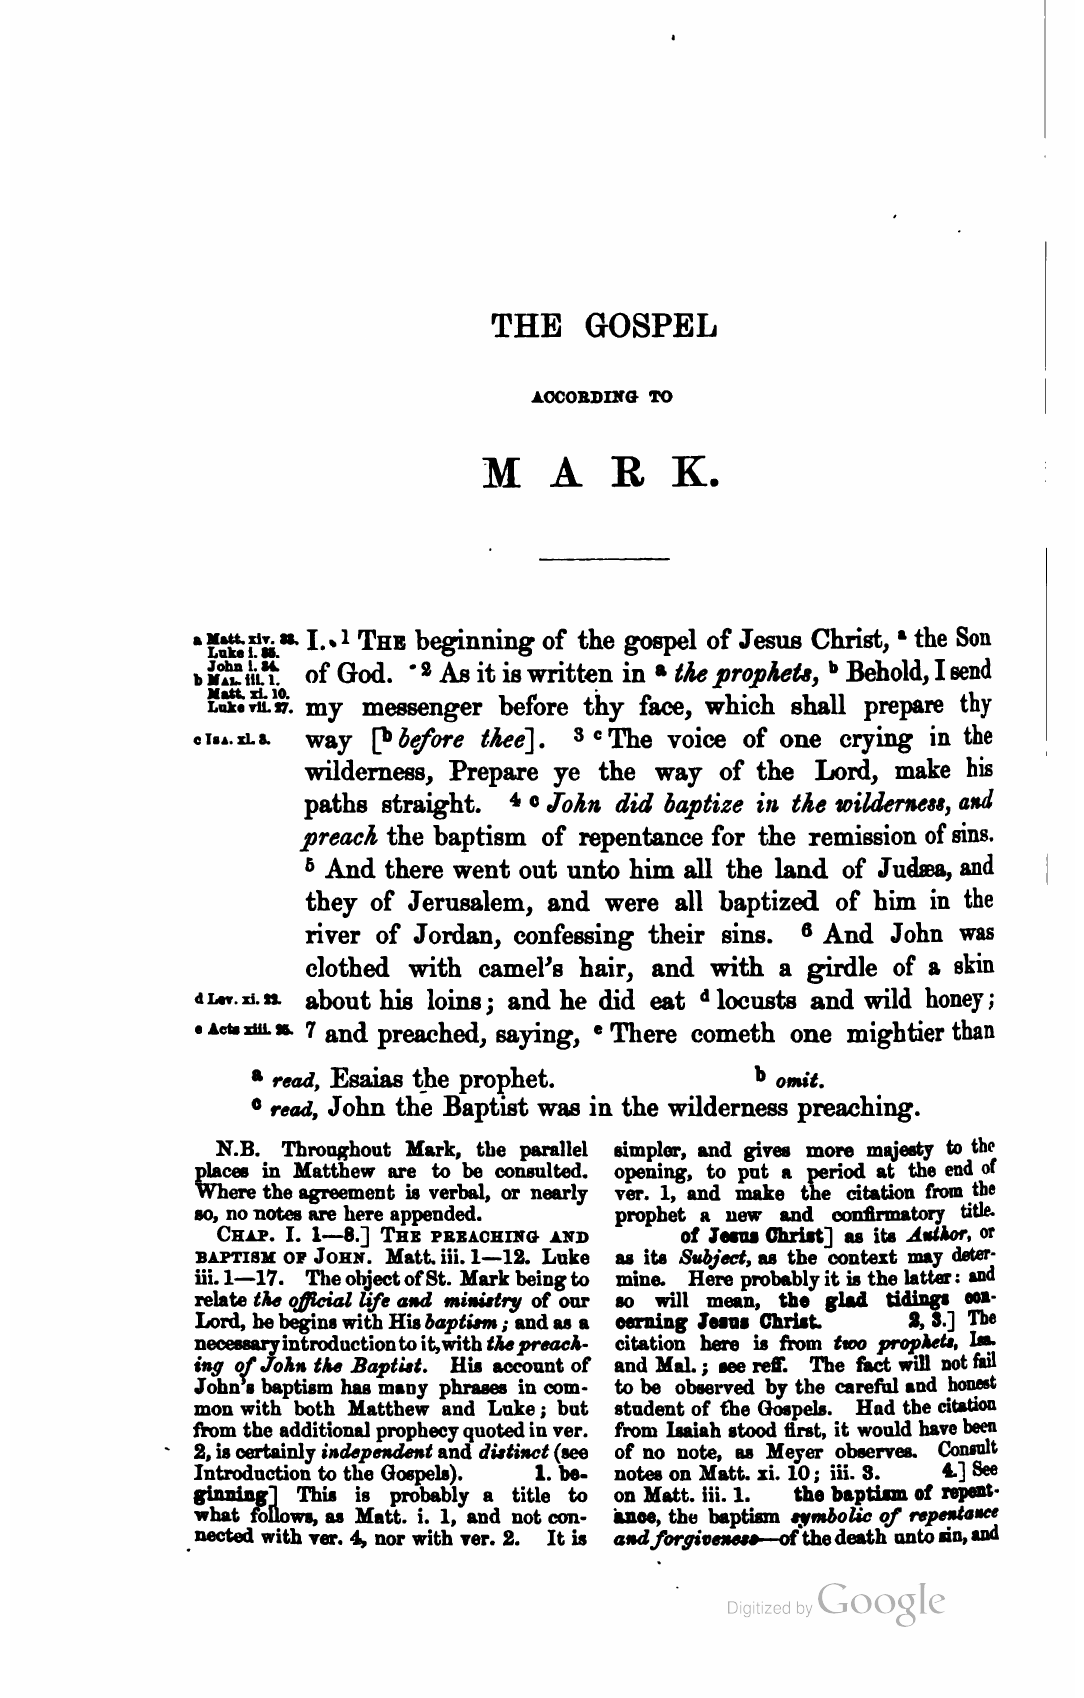 THE GOSPEL
ACCORDING TO
MARK.
a Matt. xiv. 33.
Luke i. 35.
John i. 34.
b MAL. iii. 1.
Matt. xi. 10.
Luke vii. 27.
c ISA. xl. 3.
d Lev. xi. 22.
e Acts xiii. 25.
I. 1 THE beginning of the gospel of Jesus Christ, a the Son
of God. 2 As it is written in a the prophets, b Behold, I send
my messenger before thy face, which shall prepare thy
way [b before thee]. 3 c The voice of one crying in the
wilderness, Prepare ye the way of the Lord, make his
paths straight. 4 c John did baptize in the wilderness, and
preach the baptism of repentance for the remission of sins.
5 And there went out unto him all the land of Judæa, and
they of Jerusalem, and were all baptized of him in the
river of Jordan, confessing their sins. 6 And John was
clothed with camel's hair, and with a girdle of a skin
about his loins; and he did eat d locusts and wild honey;
7 and preached, saying, e There cometh one mightier than
a read, Esaias the prophet. b omit.
c read, John the Baptist was in the wilderness preaching.
N.B. Throughout Mark, the parallel
places in Matthew are to be consulted.
Where the agreement is verbal, or nearly
so, no notes are here appended.
CHAP. I. 1—8.] THE PREACHING AND
BAPTISM OF JOHN. Matt. iii. 1—12. Luke
iii. 1—17. The object of St. Mark being to
relate the official life and ministry of our
Lord, he begins with His baptism; and as a
necessary introduction to it, with the preach-
ing of John the Baptist. His account of
John's baptism has many phrases in com-
mon with both Matthew and Luke; but
from the additional prophecy quoted in ver.
2, is certainly independent and distinct (see
Introduction to the Gospels). 1. be-
ginning] This is probably a title to
what follows, as Matt. i. 1, and not con-
nected with ver. 4, nor with ver. 2. It is
simpler, and gives more majesty to the
opening, to put a period at the end of
ver. 1, and make the citation from the
prophet a new and confirmatory title.
of Jesus Christ] as its Author, or
as its Subject, as the context may deter-
mine. Here probably it is the latter: and
so will mean, the glad tidings con-
cerning Jesus Christ. 2, 3.] The
citation here is from two prophets, Isa.
and Mal.; see reff. The fact will not fail
to be observed by the careful and honest
student of the Gospels. Had the citation
from Isaiah stood first, it would have been
of no note, as Meyer observes. Consult
notes on Matt. xi. 10; iii. 3. 4.] See
on Matt. iii. 1. the baptism of repent-
ance, the baptism symbolic of repentance
and forgiveness—of the death unto sin, and
Digitized by Google